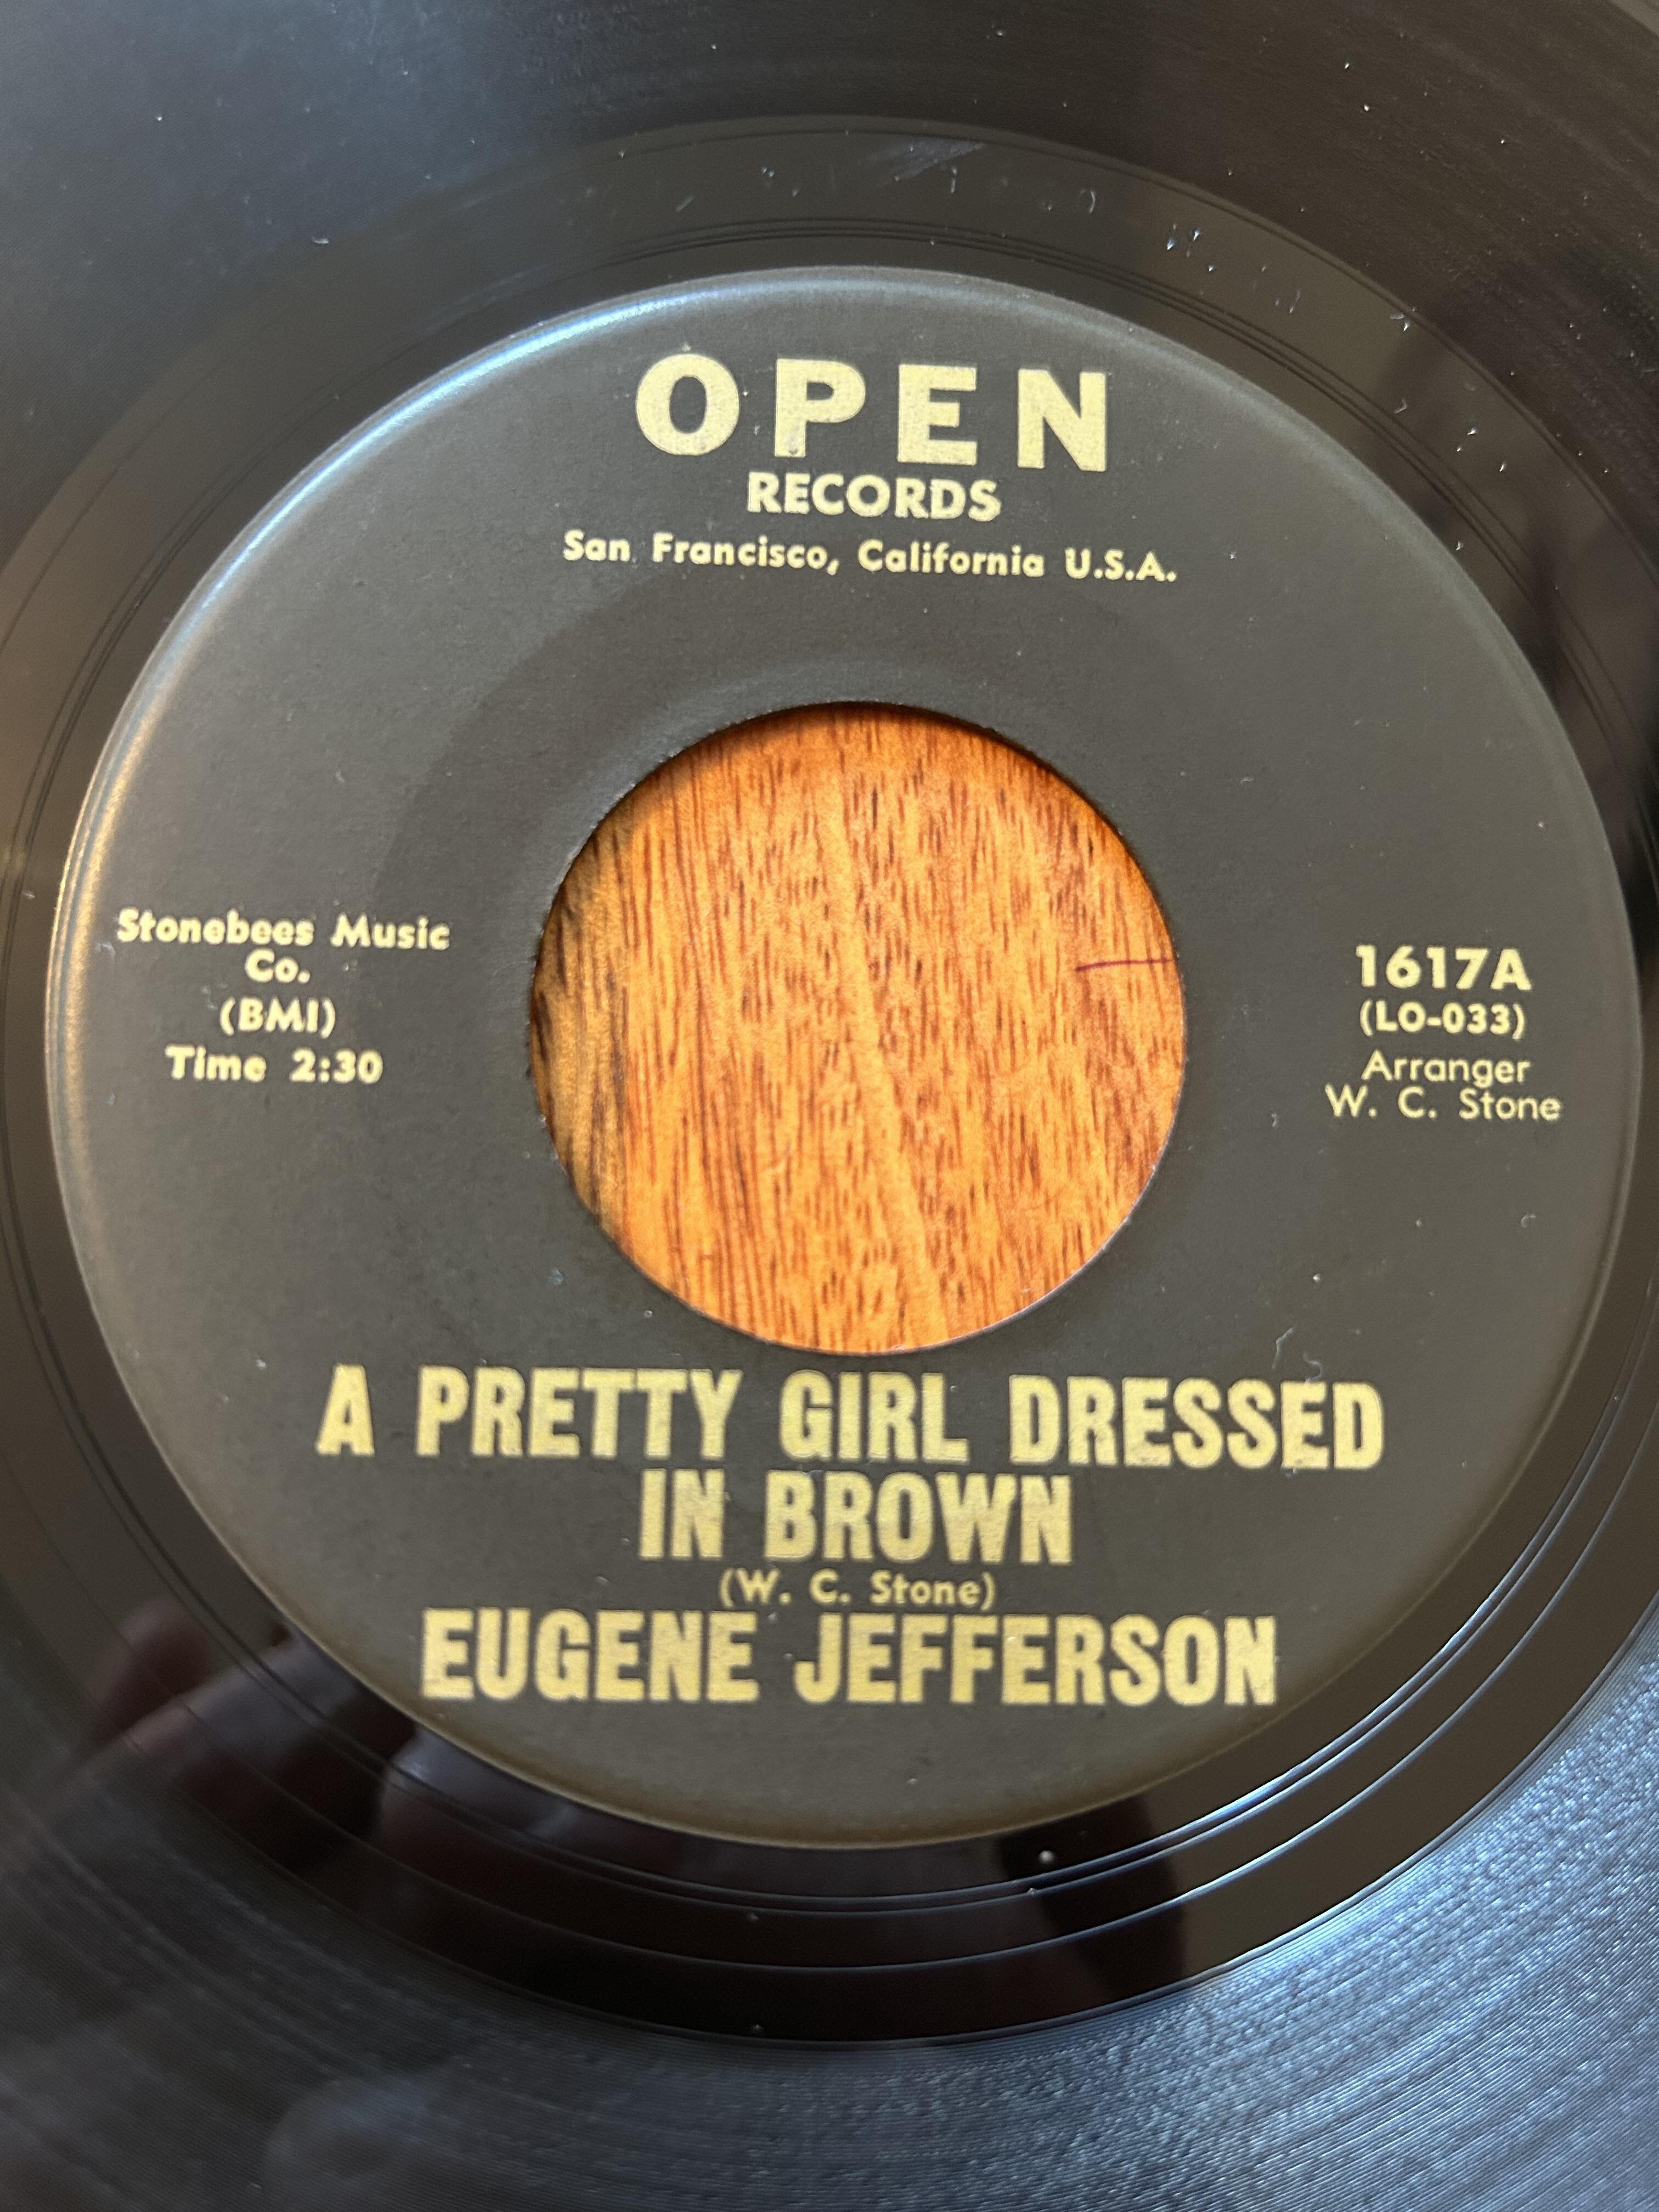 OPEN
RECORDS
San Francisco, California U.S.A.
Stonebees Music
Co.
(BMI)
Time 2:30
1617A
(LO-033)
Arranger
W. C. Stone
A PRETTY GIRL DRESSED
IN BROWN
(W. C. Stone)
EUGENE JEFFERSON